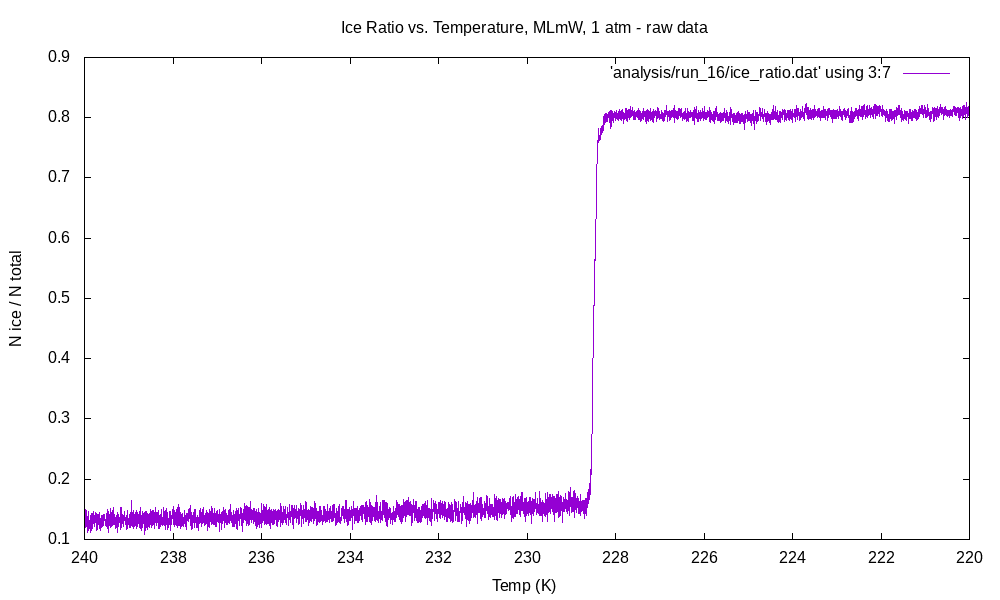 Ice Ratio vs. Temperature, MLmW, 1 atm - raw data
'analysis/run_16/ice_ratio.dat' using 3:7
0.9
0.8
0.7
0.6
0.5
0.4
0.3
0.2
0.1
N ice / N total
240 238 236 234 232 230 228 226 224 222 220
Temp (K)